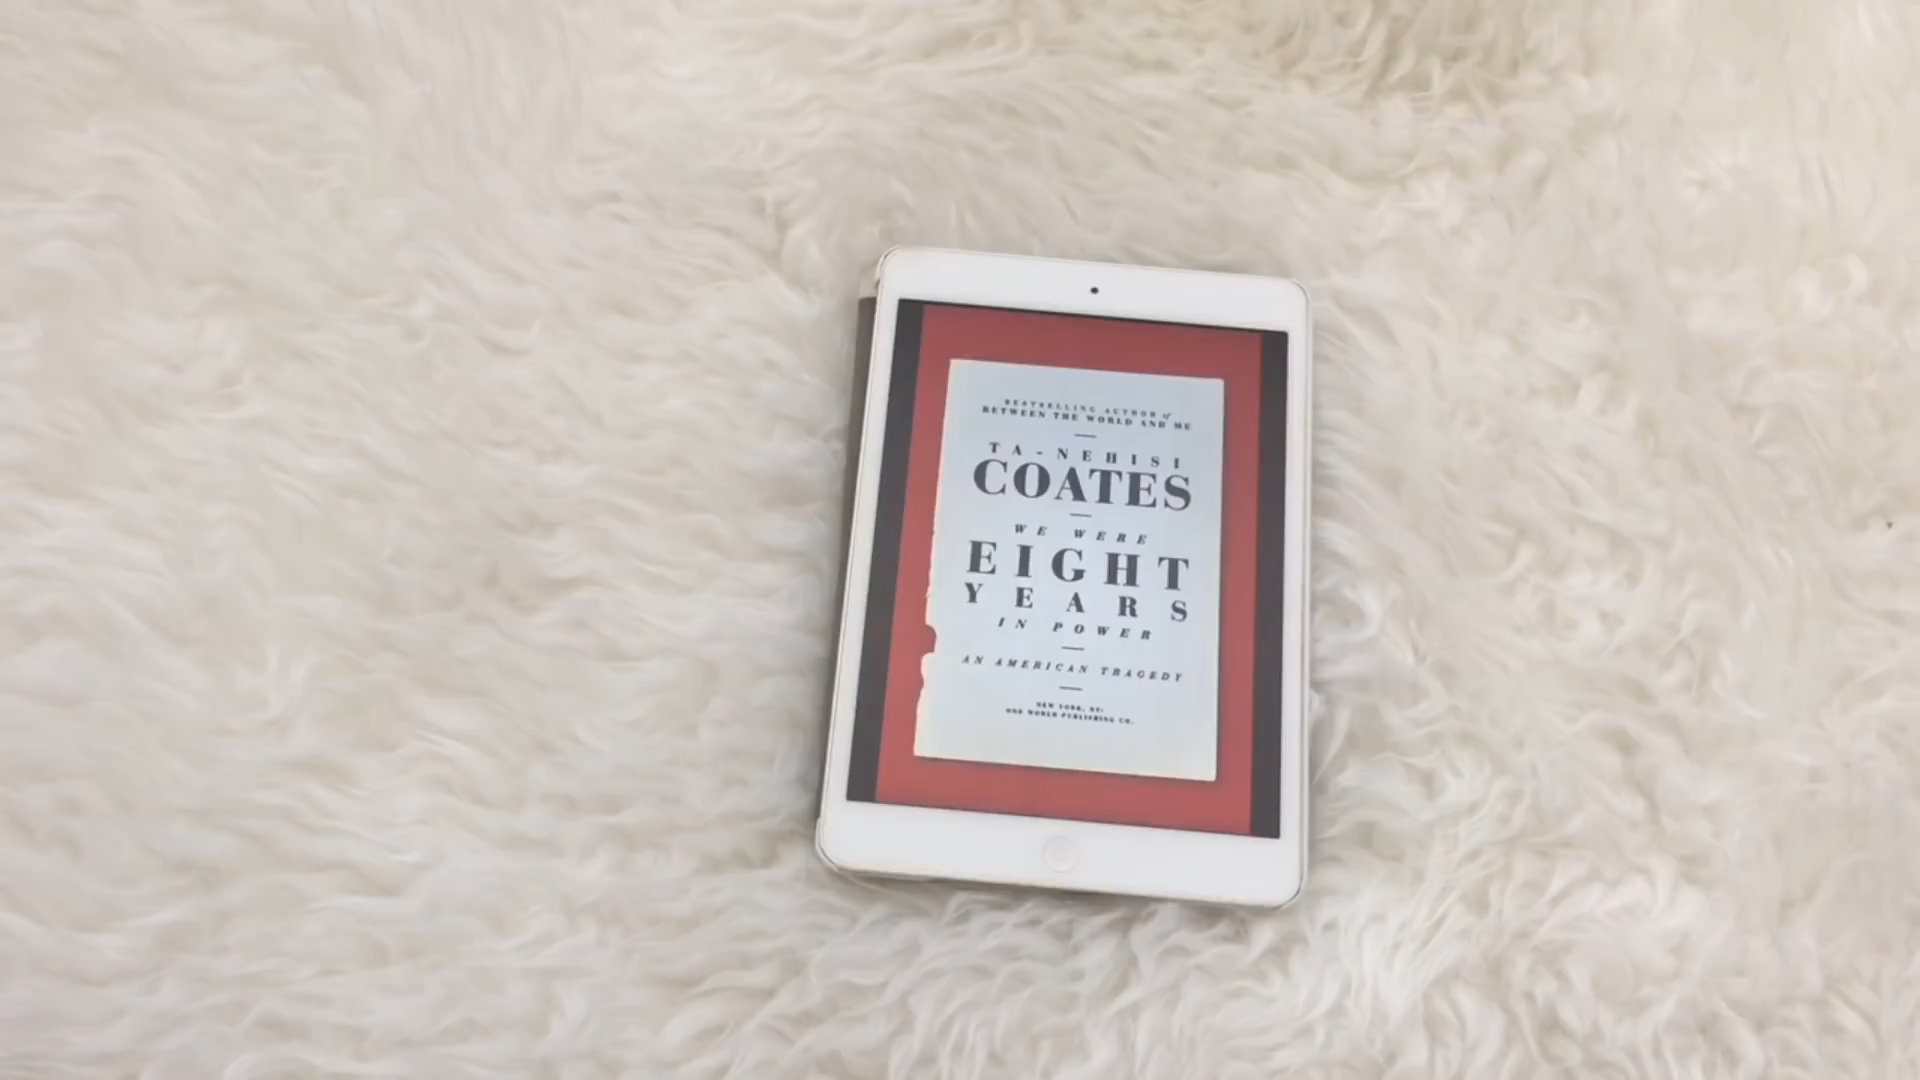 BESTSELLING AUTHOR of
BETWEEN THE WORLD AND ME
TA-NEHISI
COATES
WE WERE
EIGHT
YEARS
IN POWER
AN AMERICAN TRAGEDY
NEW YORK, NY:
ONE WORLD PUBLISHING CO.